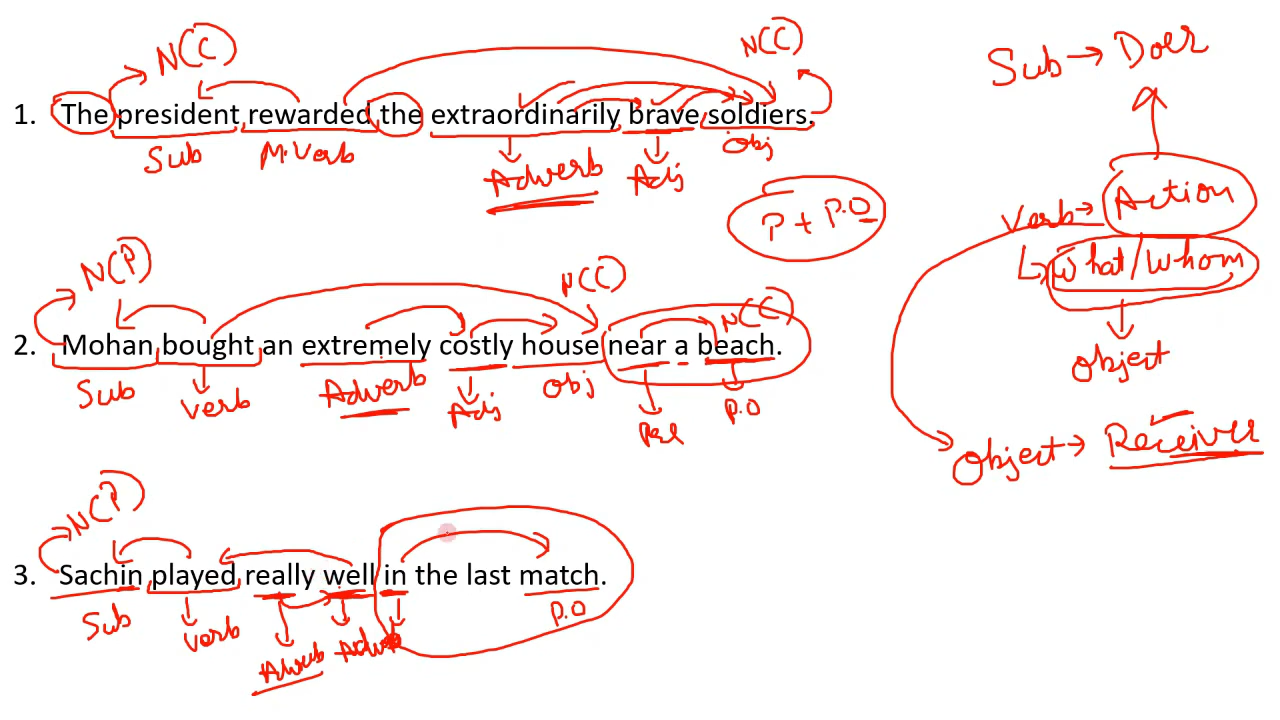 N(C)
N(C)
Sub → Doer
1. The president rewarded the extraordinarily brave soldiers.
Sub M.Verb Adverb Adj Obj
P + P.O
Verb → Action
What/Whom
Object
Object → Receiver
N(P)
N(C)
N(C)
2. Mohan bought an extremely costly house near a beach.
Sub Verb Adverb Adj Obj P.O
N(P)
3. Sachin played really well in the last match.
Sub Verb Adverb Adverb P.O